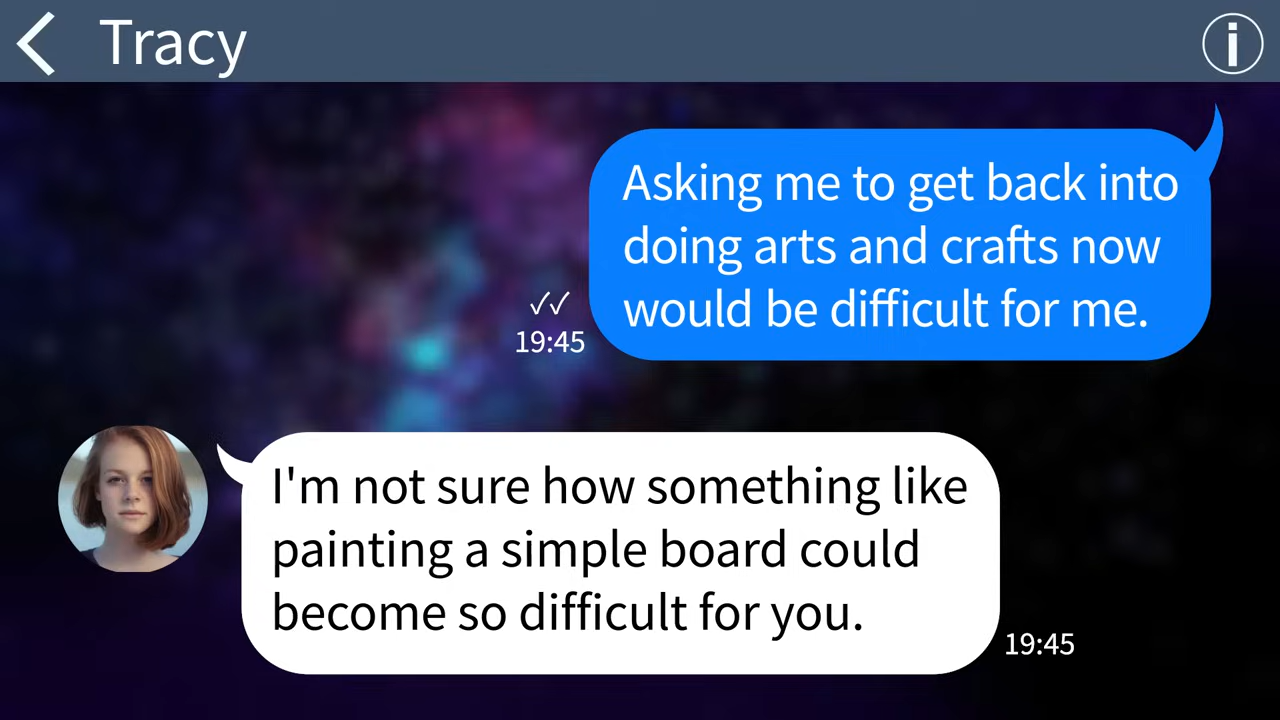 Tracy
Asking me to get back into
doing arts and crafts now
would be difficult for me.
✓✓
19:45
I'm not sure how something like
painting a simple board could
become so difficult for you.
19:45